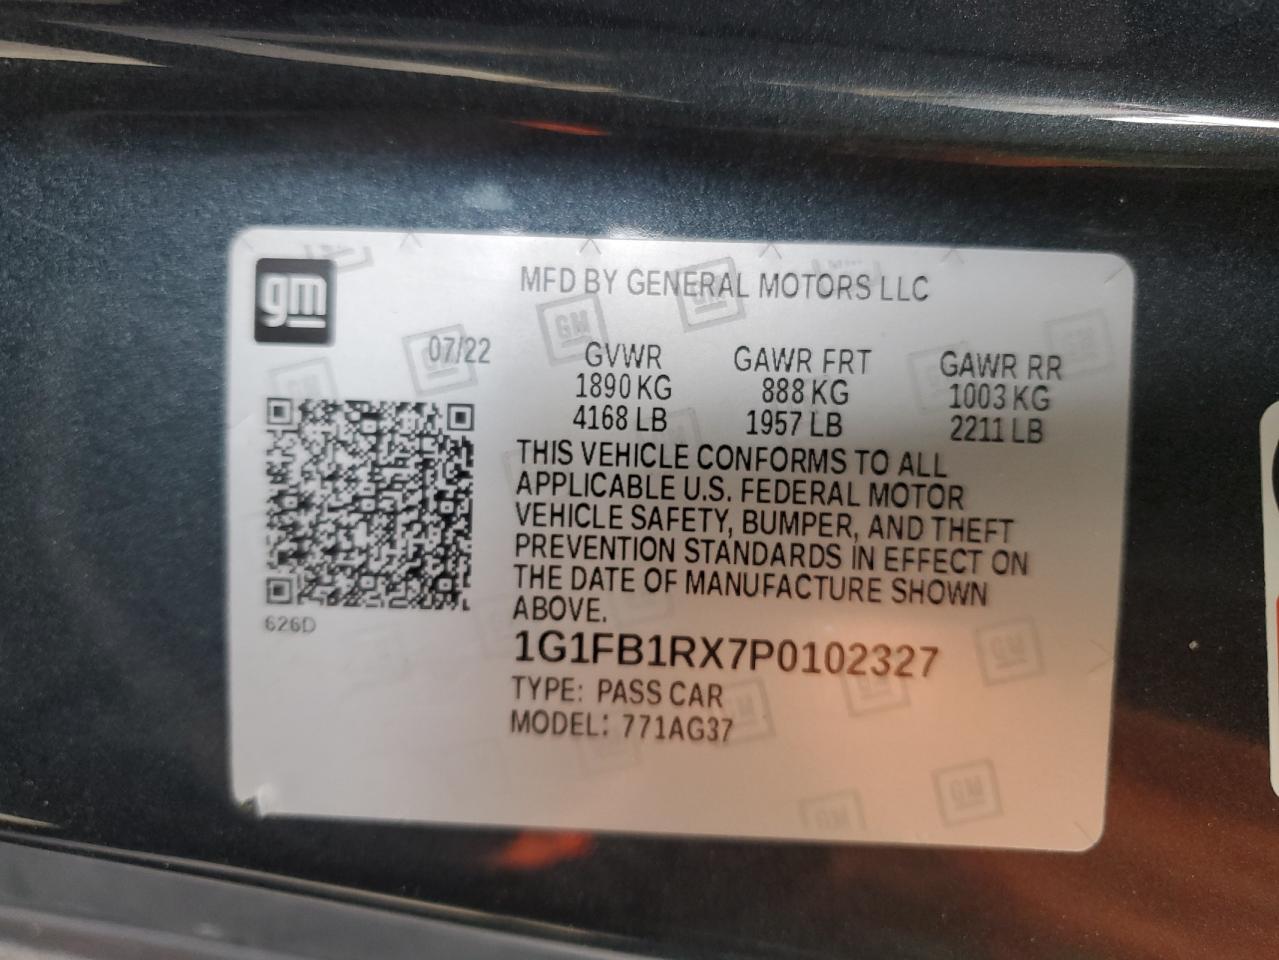 gm
MFD BY GENERAL MOTORS LLC
07/22
GVWR GAWR FRT GAWR RR
1890 KG 888 KG 1003 KG
4168 LB 1957 LB 2211 LB
THIS VEHICLE CONFORMS TO ALL
APPLICABLE U.S. FEDERAL MOTOR
VEHICLE SAFETY, BUMPER, AND THEFT
PREVENTION STANDARDS IN EFFECT ON
THE DATE OF MANUFACTURE SHOWN
ABOVE.
626D
1G1FB1RX7P0102327
TYPE: PASS CAR
MODEL: 771AG37